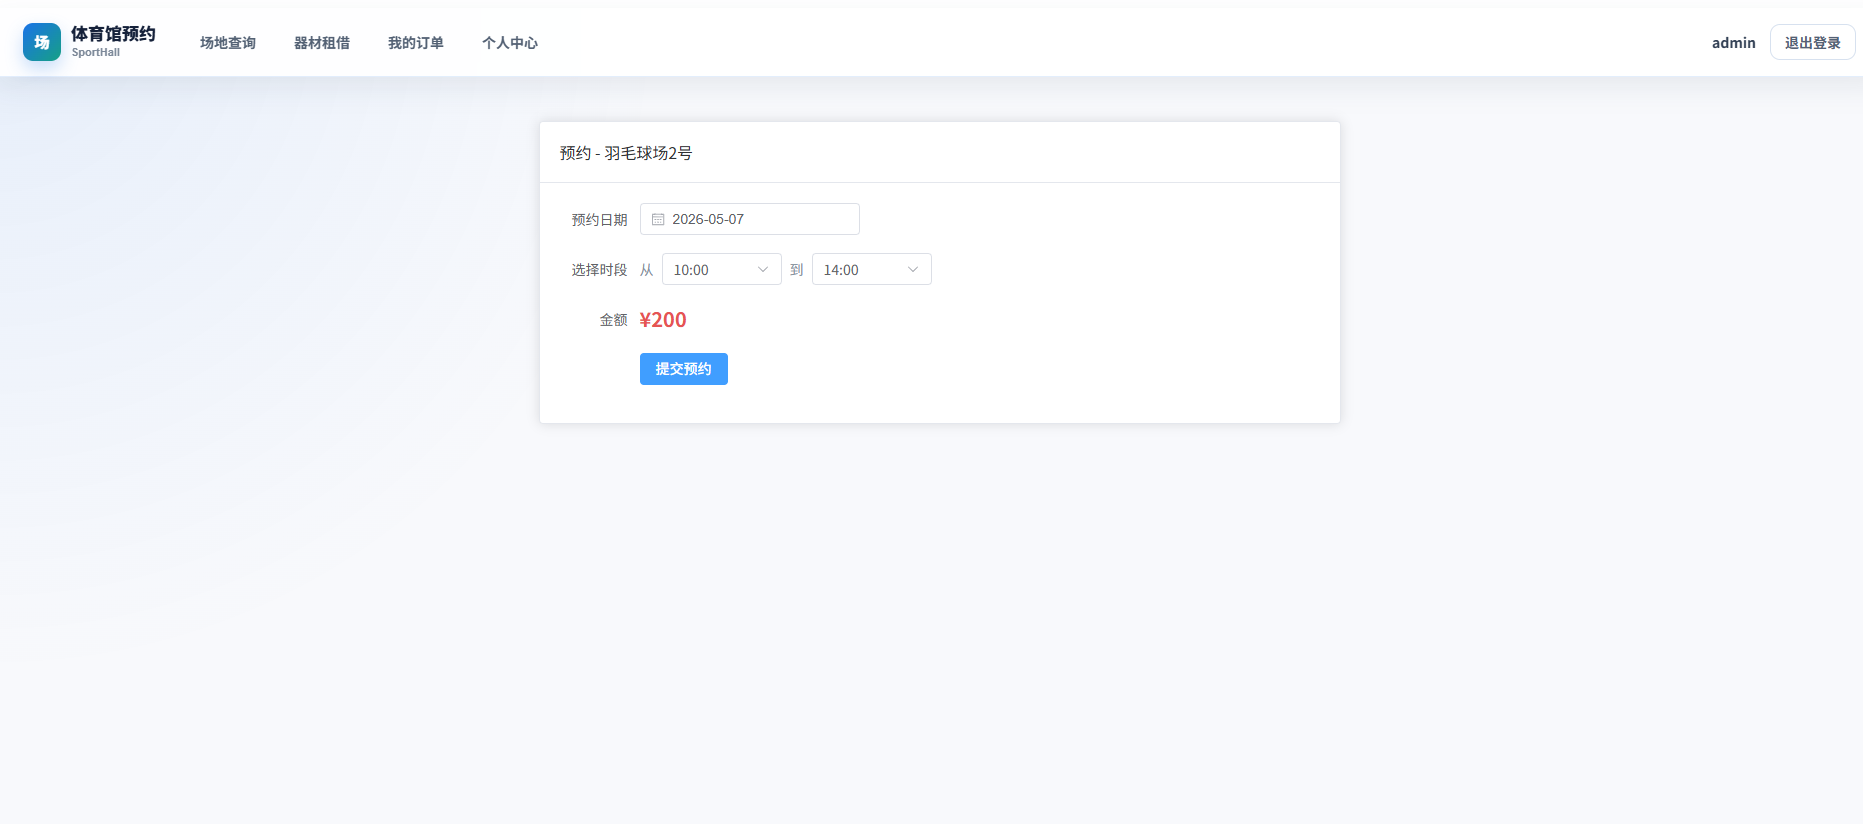 场
体育馆预约
SportHall
场地查询 器材租借 我的订单 个人中心
admin 退出登录
预约 - 羽毛球场2号
预约日期 2026-05-07
选择时段 从 10:00 到 14:00
金额 ¥200
提交预约